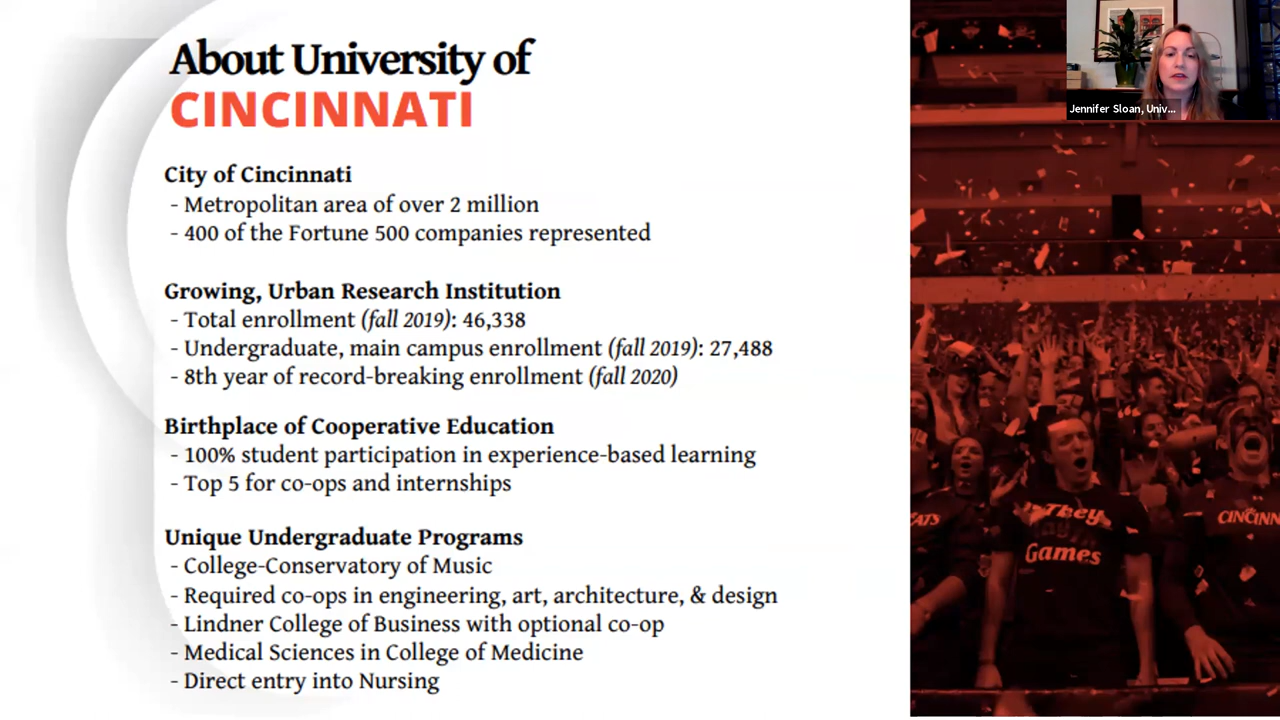 About University of
CINCINNATI
City of Cincinnati
- Metropolitan area of over 2 million
- 400 of the Fortune 500 companies represented
Growing, Urban Research Institution
- Total enrollment (fall 2019): 46,338
- Undergraduate, main campus enrollment (fall 2019): 27,488
- 8th year of record-breaking enrollment (fall 2020)
Birthplace of Cooperative Education
- 100% student participation in experience-based learning
- Top 5 for co-ops and internships
Unique Undergraduate Programs
- College-Conservatory of Music
- Required co-ops in engineering, art, architecture, & design
- Lindner College of Business with optional co-op
- Medical Sciences in College of Medicine
- Direct entry into Nursing
Jennifer Sloan, Univ...
They
Games
CINCINN